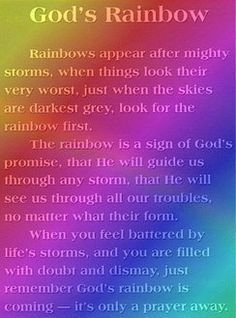 God's Rainbow
Rainbows appear after mighty
storms, when things look their
very worst, just when the skies
are darkest grey, look for the
rainbow first.
The rainbow is a sign of God's
promise, that He will guide us
through any storm, that He will
see us through all our troubles,
no matter what their form.
When you feel battered by
life's storms, and you are filled
with doubt and dismay, just
remember God's rainbow is
coming — it's only a prayer away.